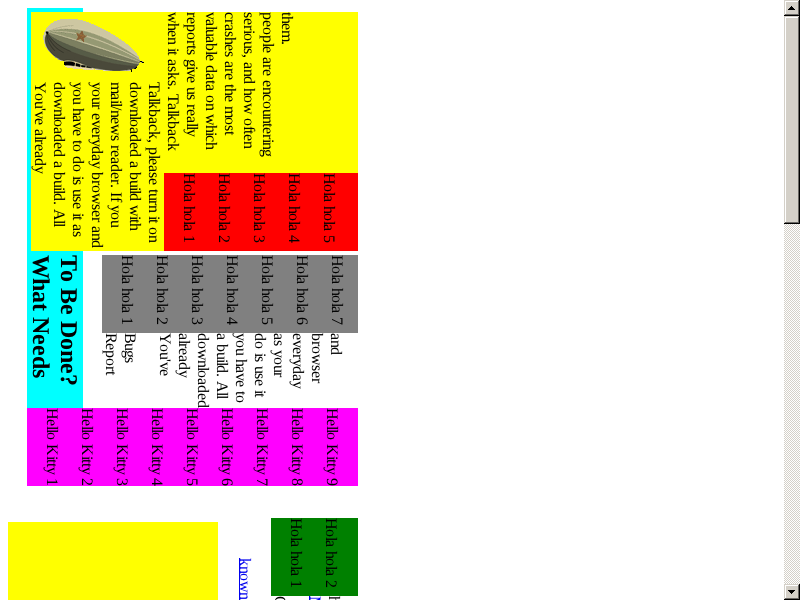 You've already
downloaded a build. All
you have to do is use it as
your everyday browser and
mail/news reader. If you
downloaded a build with
Talkback, please turn it on
when it asks. Talkback
reports give us really
valuable data on which
crashes are the most
serious, and how often
people are encountering
them.
Hola hola 1
Hola hola 2
Hola hola 3
Hola hola 4
Hola hola 5
What Needs
To Be Done?
Hola hola 1
Hola hola 2
Hola hola 3
Hola hola 4
Hola hola 5
Hola hola 6
Hola hola 7
Report
Bugs
You've
already
downloaded
a build. All
you have to
do is use it
as your
everyday
browser
and
Hello Kitty 1
Hello Kitty 2
Hello Kitty 3
Hello Kitty 4
Hello Kitty 5
Hello Kitty 6
Hello Kitty 7
Hello Kitty 8
Hello Kitty 9
known
Hola hola 1
Hola hola 2